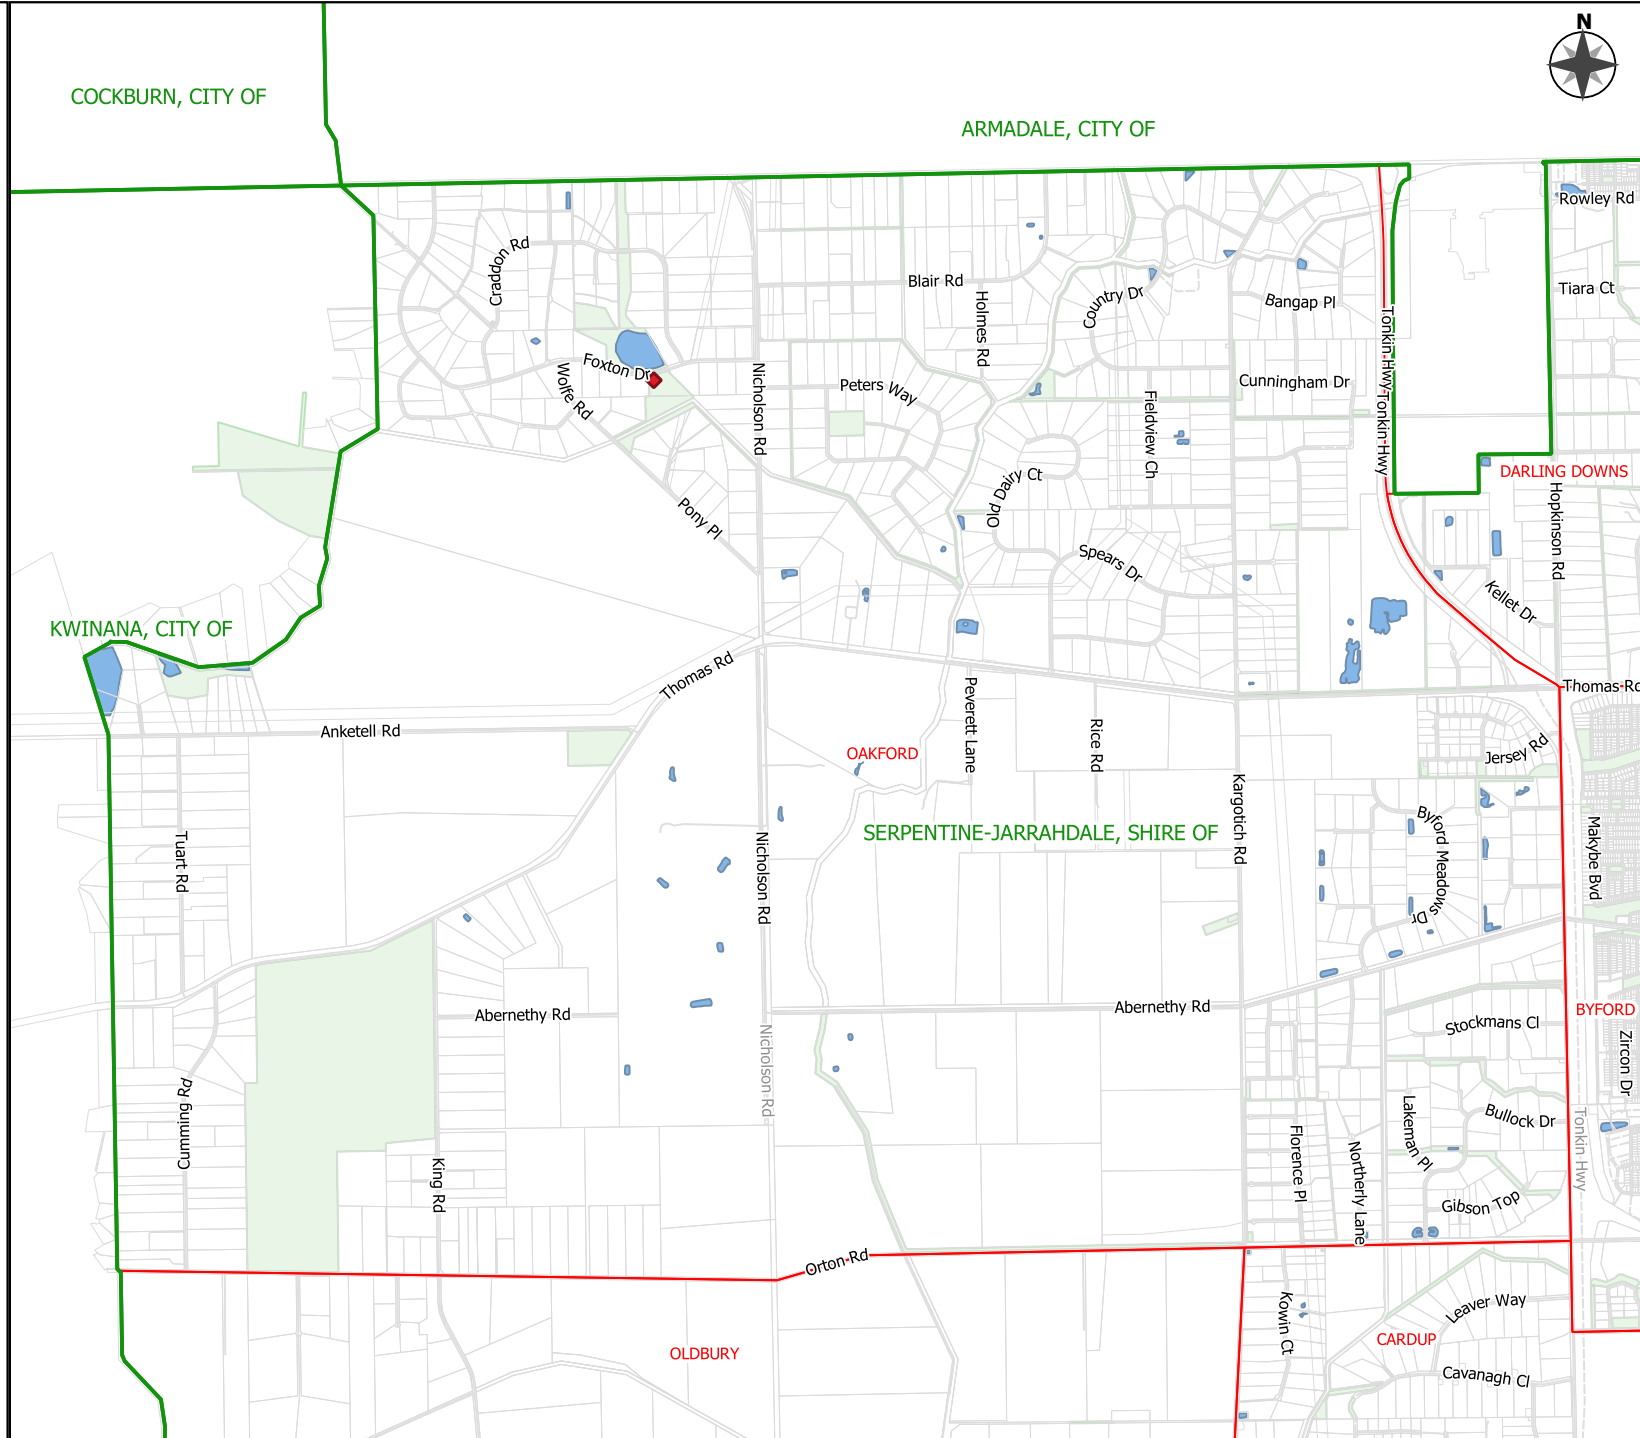 N
COCKBURN, CITY OF
ARMADALE, CITY OF
Rowley Rd
Craddon Rd
Blair Rd
Holmes Rd
Country Dr
Bangap Pl
Tiara Ct
Tonkin Hwy
Tonkin Hwy
Foxton Dr
Wolfe Rd
Nicholson Rd
Peters Way
Fieldview Ch
Cunningham Dr
DARLING DOWNS
Old Dairy Ct
Pony Pl
Hopkinson Rd
Spears Dr
Kellet Dr
KWINANA, CITY OF
Thomas Rd
Thomas Rd
Anketell Rd
OAKFORD
Peverett Lane
Rice Rd
Jersey Rd
Kargotich Rd
SERPENTINE-JARRAHDALE, SHIRE OF
Tuart Rd
Nicholson Rd
Byford Meadows Dr
Makybe Bvd
Abernethy Rd
Abernethy Rd
BYFORD
Stockmans Cl
Nicholson Rd
Zircon Dr
Cumming Rd
Lakeman Pl
Bullock Dr
Tonkin Hwy
King Rd
Florence Pl
Northerly Lane
Gibson Top
Orton Rd
Kowin Ct
Leaver Way
OLDBURY
CARDUP
Cavanagh Cl